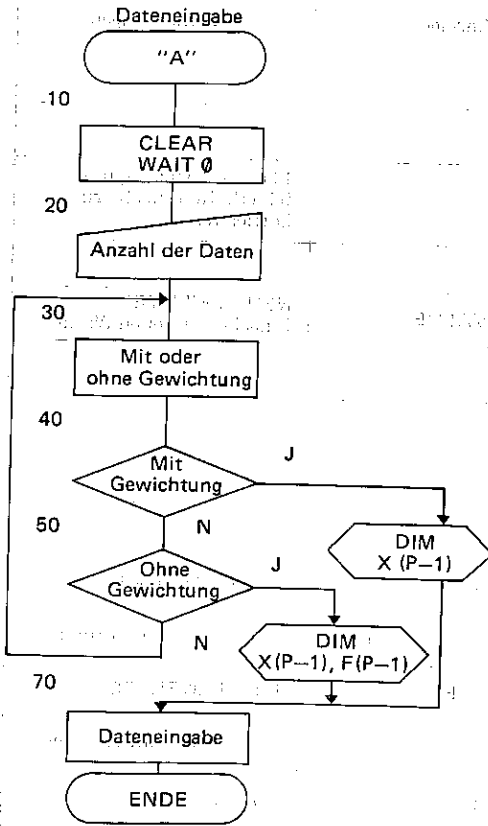 Dateneingabe
"A"
10
CLEAR
WAIT Ø
20
Anzahl der Daten
30
Mit oder
ohne Gewichtung
40
Mit
Gewichtung
J
50
N
DIM
X (P–1)
Ohne
Gewichtung
J
N
DIM
X(P–1), F(P–1)
70
Dateneingabe
ENDE